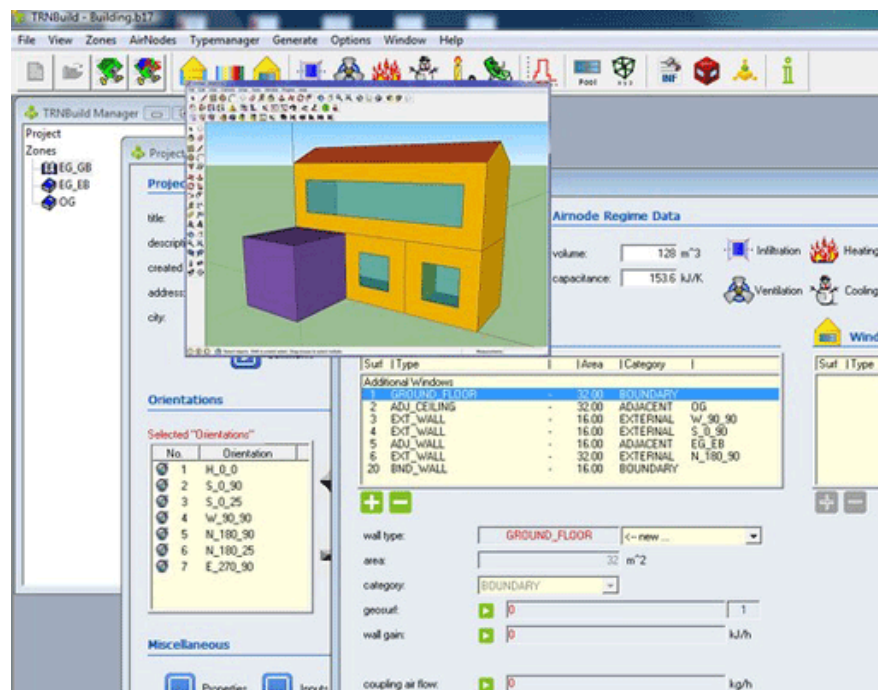 TRNBuild - Building.b17
File View Zones AirNodes Typemanager Generate Options Window Help
Pool
INF
TRNBuild Manager
Project
Zones
EG_GB
EG_EB
OG
Project
title:
created
address:
city:
Airnode Regime Data
volume: 128 m^3 Infiltration Heating
capacitance: 153.6 kJ/K Ventilation Cooling
Orientations
Selected "Orientations"
No. Orientation
1 H_0_0
2 S_0_90
3 S_0_25
4 W_90_90
5 N_180_90
6 N_180_25
7 E_270_90
Miscellaneous
Properties Inputs
Surf Type Area Category
Additional Windows
1 GROUND_FLOOR - 32.00 BOUNDARY
2 ADJ_CEILING - 32.00 ADJACENT OG
3 EXT_WALL - 16.00 EXTERNAL W_90_90
4 EXT_WALL - 16.00 EXTERNAL S_0_90
5 ADJ_WALL - 16.00 ADJACENT EG_EB
6 EXT_WALL - 32.00 EXTERNAL N_180_90
20 BND_WALL - 16.00 BOUNDARY
Surf Type
wall type: GROUND_FLOOR <-- new ...
area: 32 m^2
category: BOUNDARY
geosurf: 0 1
wall gain: 0 kJ/h
coupling air flow: 0 kg/h